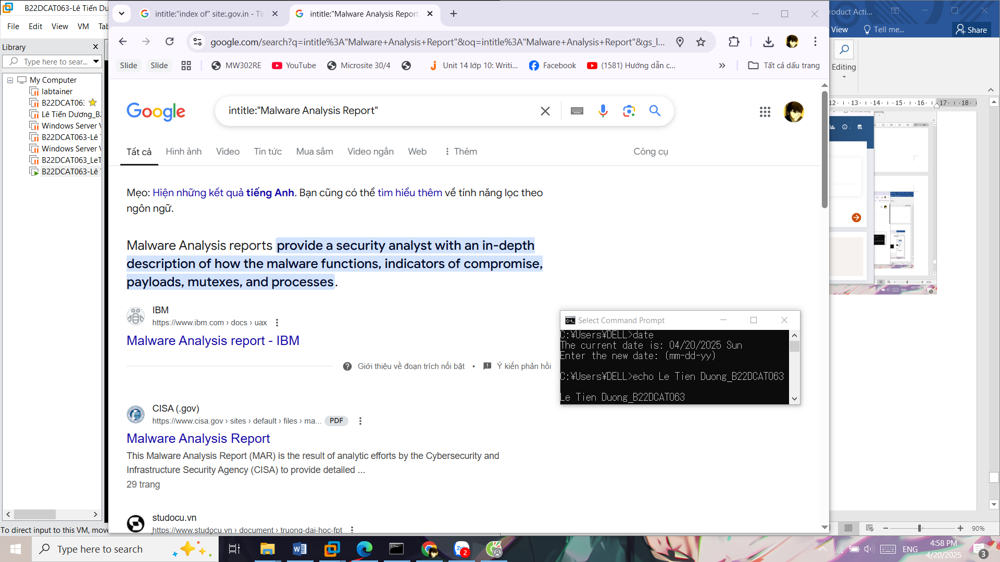 B22DCAT063-Lê Tiến Dư
File Edit View VM Tab
Library
Type here to sear...
My Computer
labtainer
B22DCAT063
Lê Tiến Dương_B2
Windows Server V
B22DCAT063-Lê T
Windows Server V
B22DCAT063_LeT
B22DCAT063-Lê T
To direct input to this VM, move
intitle:"index of" site:.gov.in - Tì
intitle:"Malware Analysis Report
google.com/search?q=intitle%3A"Malware+Analysis+Report"&oq=intitle%3A"Malware+Analysis+Report"&gs_l...
Slide Slide MW302RE YouTube Microsite 30/4 Unit 14 lớp 10: Writi... Facebook (1581) Hướng dẫn c... » Tất cả dấu trang
Google
intitle:"Malware Analysis Report"
Tất cả Hình ảnh Video Tin tức Mua sắm Video ngắn Web Thêm Công cụ
Mẹo: Hiện những kết quả tiếng Anh. Bạn cũng có thể tìm hiểu thêm về tính năng lọc theo
ngôn ngữ.
Malware Analysis reports provide a security analyst with an in-depth
description of how the malware functions, indicators of compromise,
payloads, mutexes, and processes.
IBM
https://www.ibm.com › docs › uax
Malware Analysis report - IBM
Giới thiệu về đoạn trích nổi bật • Ý kiến phản hồi
CISA (.gov)
https://www.cisa.gov › sites › default › files › ma... PDF
Malware Analysis Report
This Malware Analysis Report (MAR) is the result of analytic efforts by the Cybersecurity and
Infrastructure Security Agency (CISA) to provide detailed ...
29 trang
studocu.vn
https://www.studocu.vn › document › truong-dai-hoc-fpt
Select Command Prompt
C:¥Users¥DELL>date
The current date is: 04/20/2025 Sun
Enter the new date: (mm-dd-yy)
C:¥Users¥DELL>echo Le Tien Duong_B22DCAT063
Le Tien Duong_B22DCAT063
roduct Acti...
View Tell me... Share
Editing
12 13 14 15 16 17 18
90%
Type here to search
2
ENG
4:58 PM
4/20/2025
3